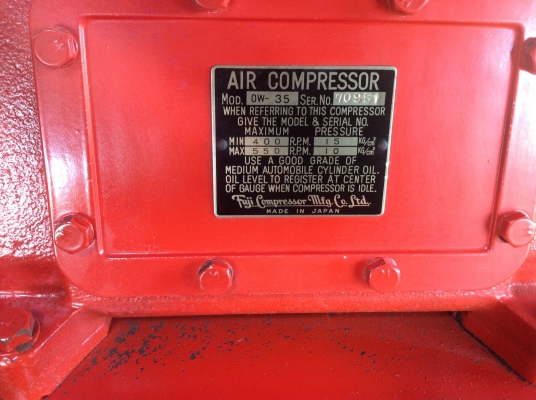 AIR COMPRESSOR
MOD. OW-35 SER. NO. 70951
WHEN REFERRING TO THIS COMPRESSOR
GIVE THE MODEL & SERIAL NO.
MAXIMUM PRESSURE
MIN 400 R.P.M. 15 KG/cm²
MAX 550 R.P.M. 10 KG/cm²
USE A GOOD GRADE OF
MEDIUM AUTOMOBILE CYLINDER OIL.
OIL LEVEL TO REGISTER AT CENTER
OF GAUGE WHEN COMPRESSOR IS IDLE.
Fuji Compressor Mfg. Co. Ltd.
MADE IN JAPAN